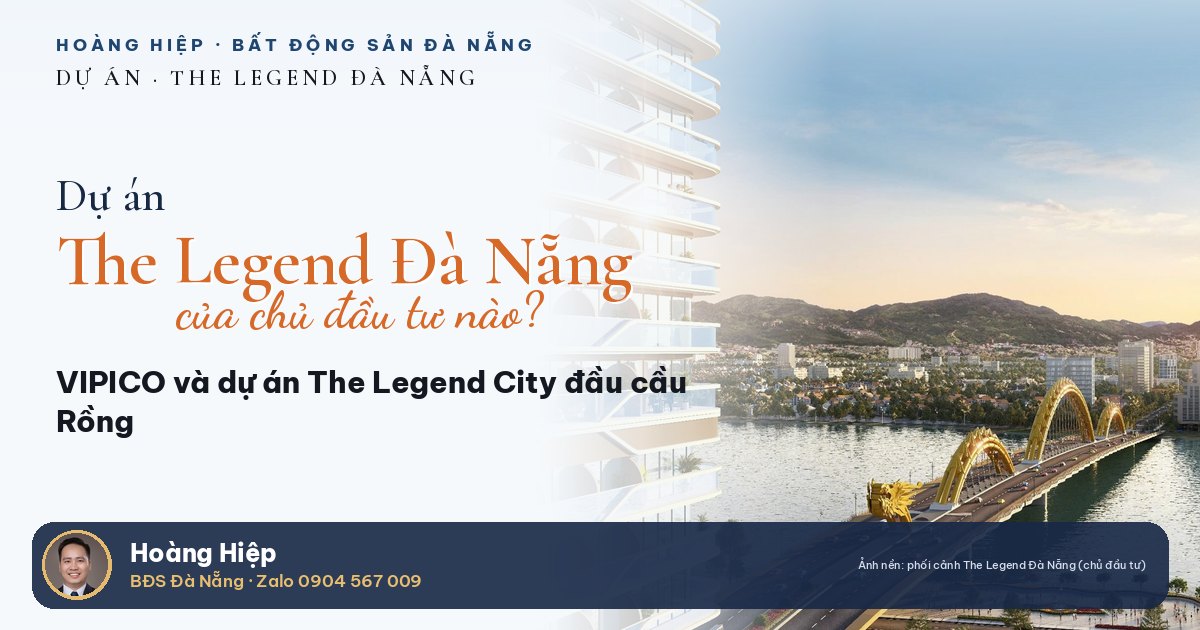 HOÀNG HIỆP · BẤT ĐỘNG SẢN ĐÀ NẴNG
DỰ ÁN · THE LEGEND ĐÀ NẴNG
Dự án
The Legend Đà Nẵng
của chủ đầu tư nào?
VIPICO và dự án The Legend City đầu cầu
Rồng
Hoàng Hiệp
BĐS Đà Nẵng · Zalo 0904 567 009
Ảnh nền: phối cảnh The Legend Đà Nẵng (chủ đầu tư)